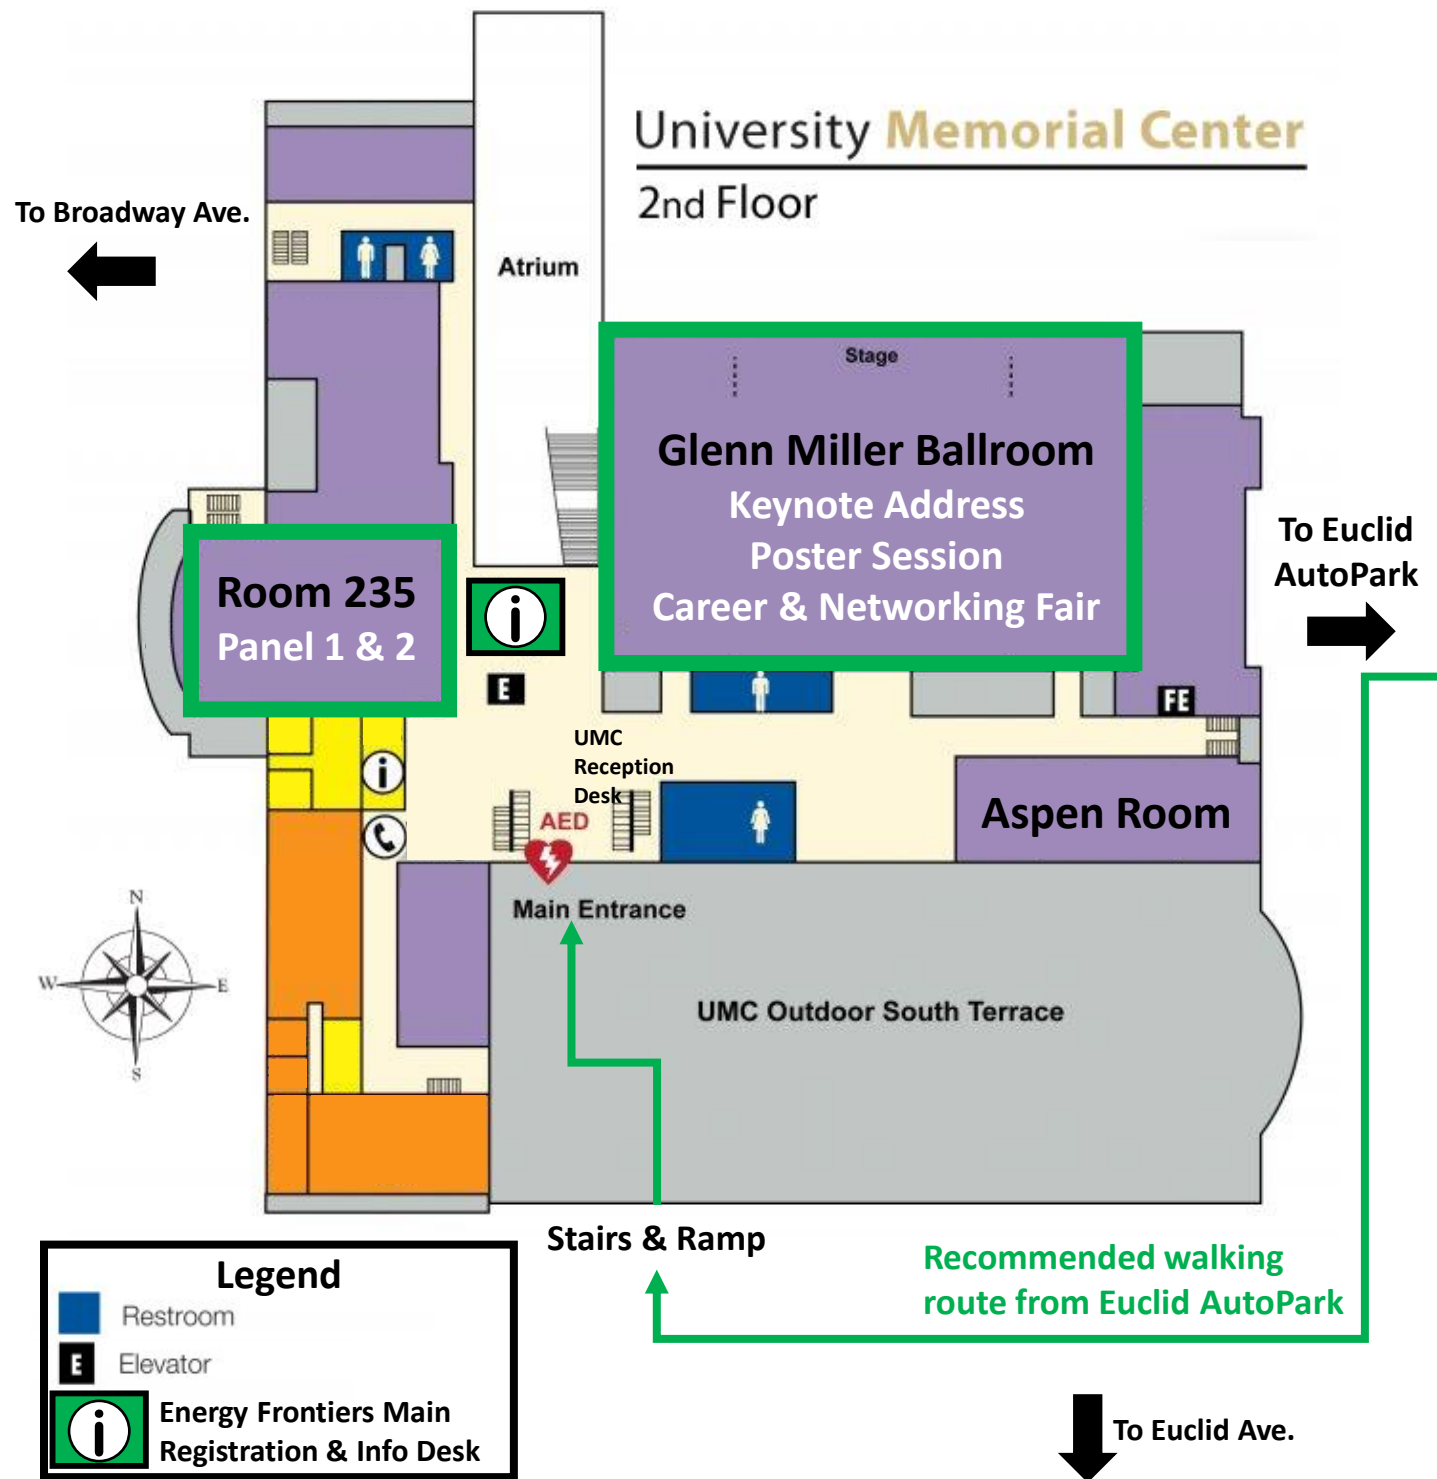 University Memorial Center
2nd Floor
To Broadway Ave.
Atrium
Stage
Glenn Miller Ballroom
Keynote Address
Poster Session
Career & Networking Fair
To Euclid
AutoPark
Room 235
Panel 1 & 2
i
E
FE
UMC
Reception
Desk
i
AED
Aspen Room
Main Entrance
N
W
E
S
UMC Outdoor South Terrace
Stairs & Ramp
Recommended walking
route from Euclid AutoPark
Legend
Restroom
E
Elevator
i
Energy Frontiers Main
Registration & Info Desk
To Euclid Ave.